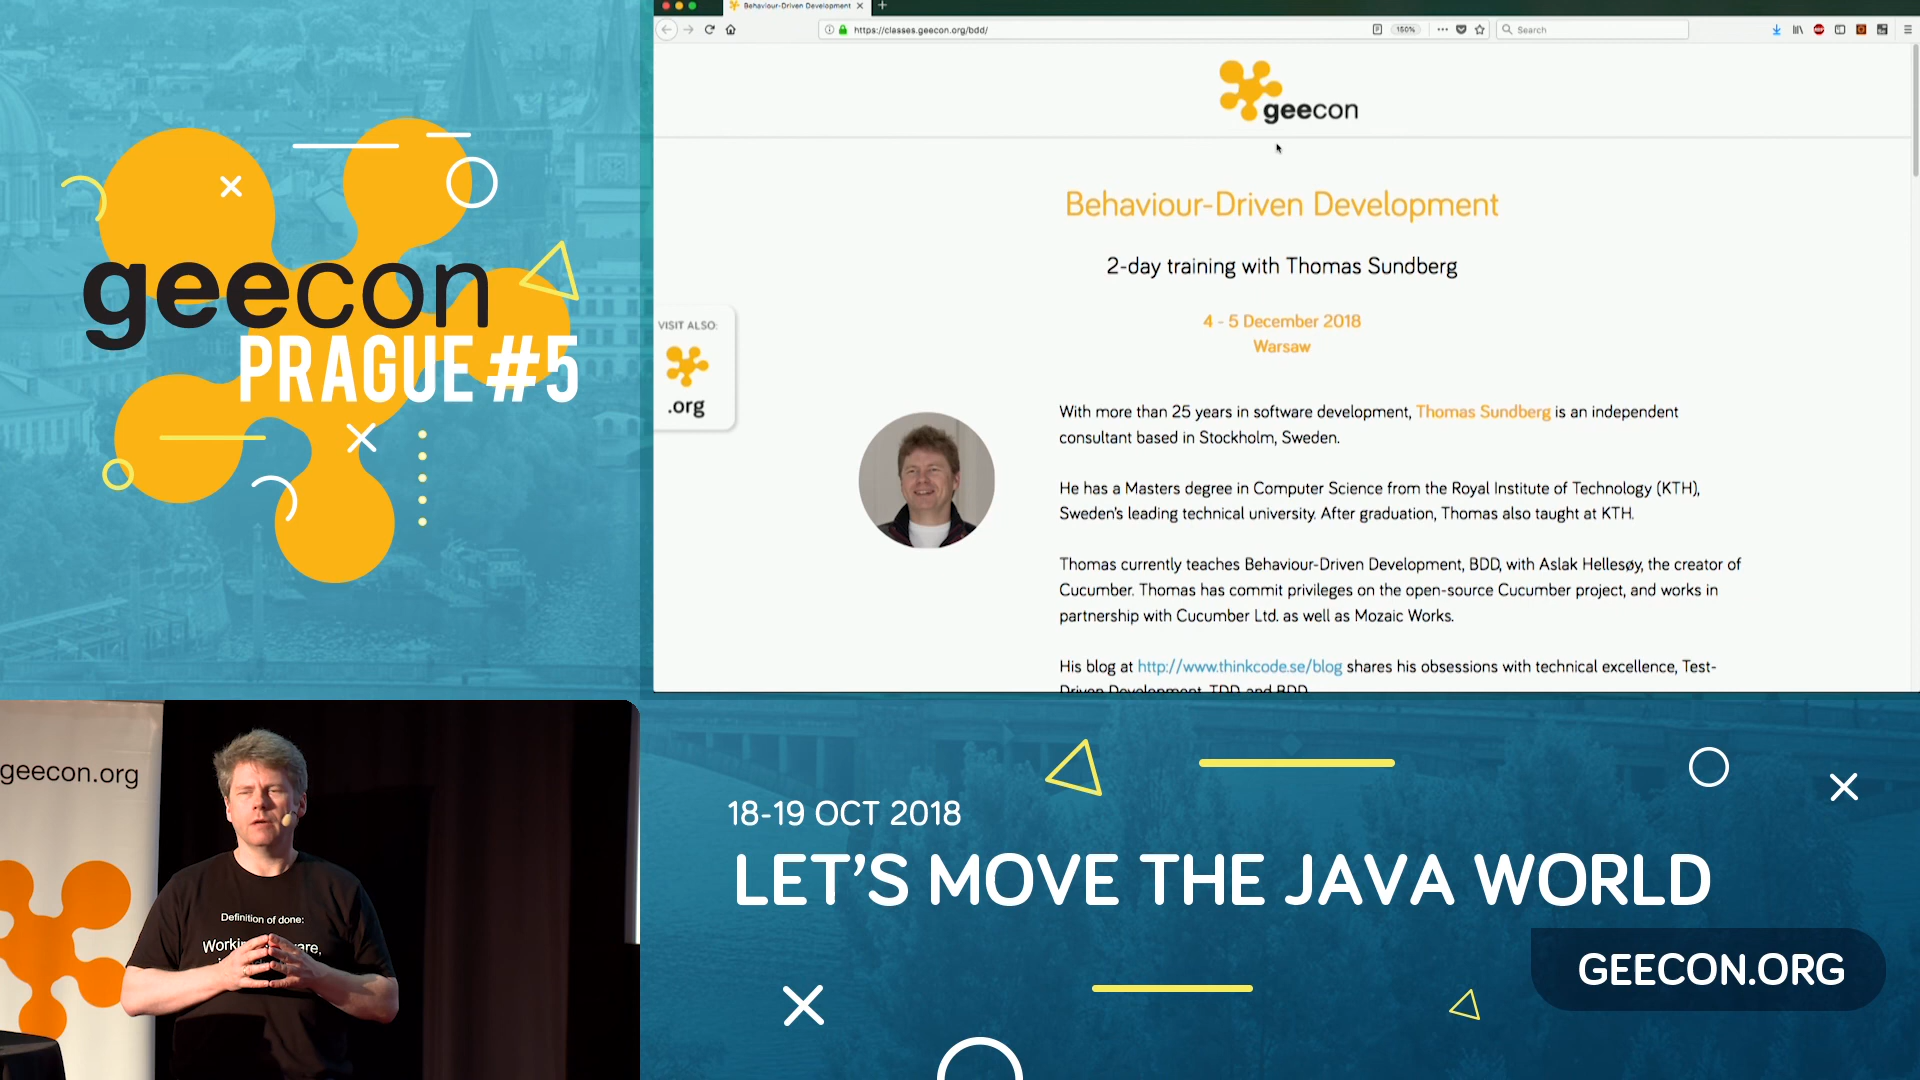 geecon
PRAGUE #5
Behaviour-Driven Development
https://classes.geecon.org/bdd/
150%
Search
geecon
Behaviour-Driven Development
2-day training with Thomas Sundberg
4 - 5 December 2018
Warsaw
VISIT ALSO:
.org
With more than 25 years in software development, Thomas Sundberg is an independent
consultant based in Stockholm, Sweden.
He has a Masters degree in Computer Science from the Royal Institute of Technology (KTH),
Sweden's leading technical university. After graduation, Thomas also taught at KTH.
Thomas currently teaches Behaviour-Driven Development, BDD, with Aslak Hellesøy, the creator of
Cucumber. Thomas has commit privileges on the open-source Cucumber project, and works in
partnership with Cucumber Ltd. as well as Mozaic Works.
His blog at http://www.thinkcode.se/blog shares his obsessions with technical excellence, Test-
Driven Development, TDD and BDD
geecon.org
Definition of done:
18-19 OCT 2018
LET'S MOVE THE JAVA WORLD
GEECON.ORG